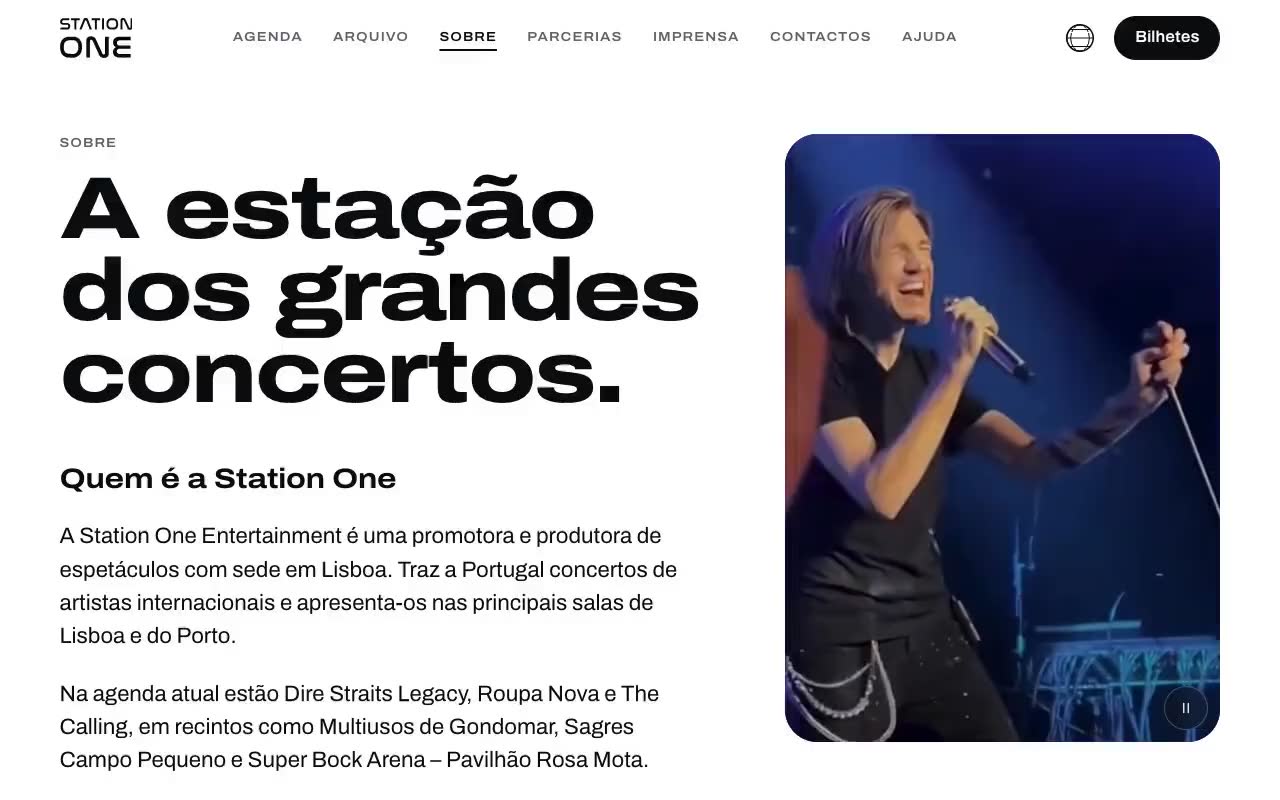 STATION
ONE
AGENDA ARQUIVO SOBRE PARCERIAS IMPRENSA CONTACTOS AJUDA
Bilhetes
SOBRE
A estação
dos grandes
concertos.
Quem é a Station One
A Station One Entertainment é uma promotora e produtora de
espetáculos com sede em Lisboa. Traz a Portugal concertos de
artistas internacionais e apresenta-os nas principais salas de
Lisboa e do Porto.
Na agenda atual estão Dire Straits Legacy, Roupa Nova e The
Calling, em recintos como Multiusos de Gondomar, Sagres
Campo Pequeno e Super Bock Arena – Pavilhão Rosa Mota.